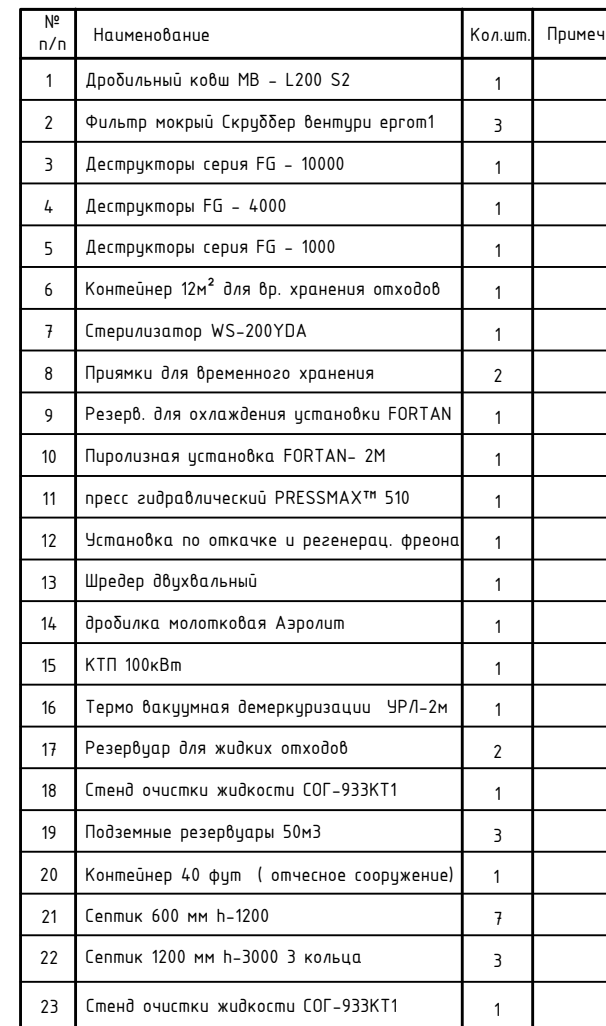 № п/п Наименование Кол.шт. Примеч
1 Дробильный ковш МВ - L200 S2 1
2 Фильтр мокрый Скруббер вентури ергот1 3
3 Деструкторы серия FG - 10000 1
4 Деструкторы FG - 4000 1
5 Деструкторы серия FG - 1000 1
6 Контейнер 12м² для вр. хранения отходов 1
7 Стерилизатор WS-200YDA 1
8 Приямки для временного хранения 2
9 Резерв. для охлаждения установки FORTAN 1
10 Пиролизная установка FORTAN- 2М 1
11 пресс гидравлический PRESSMAX™ 510 1
12 Установка по откачке и регенерац. фреона 1
13 Шредер двухвальный 1
14 дробилка молотковая Аэролит 1
15 КТП 100кВт 1
16 Термо вакуумная демеркуризации УРЛ-2м 1
17 Резервуар для жидких отходов 2
18 Стенд очистки жидкости СОГ-933КТ1 1
19 Подземные резервуары 50м3 3
20 Контейнер 40 фут ( отчесное сооружение) 1
21 Септик 600 мм h-1200 7
22 Септик 1200 мм h-3000 3 кольца 3
23 Стенд очистки жидкости СОГ-933КТ1 1